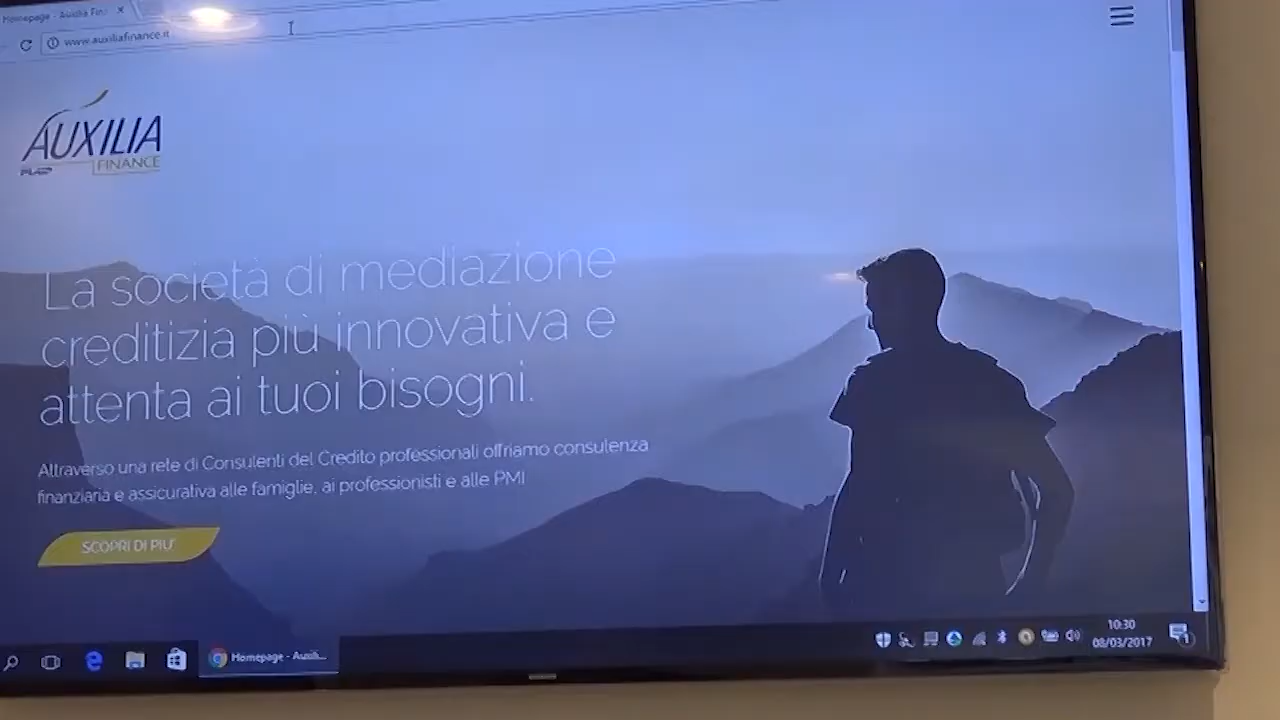 Homepage - Auxilia Fin
www.auxiliafinance.it
AUXILIA
FINANCE
La società di mediazione
creditizia più innovativa e
attenta ai tuoi bisogni.
Attraverso una rete di Consulenti del Credito professionali offriamo consulenza
finanziaria e assicurativa alle famiglie, ai professionisti e alle PMI
SCOPRI DI PIU'
Homepage - Auxili...
10:30
08/03/2017
1